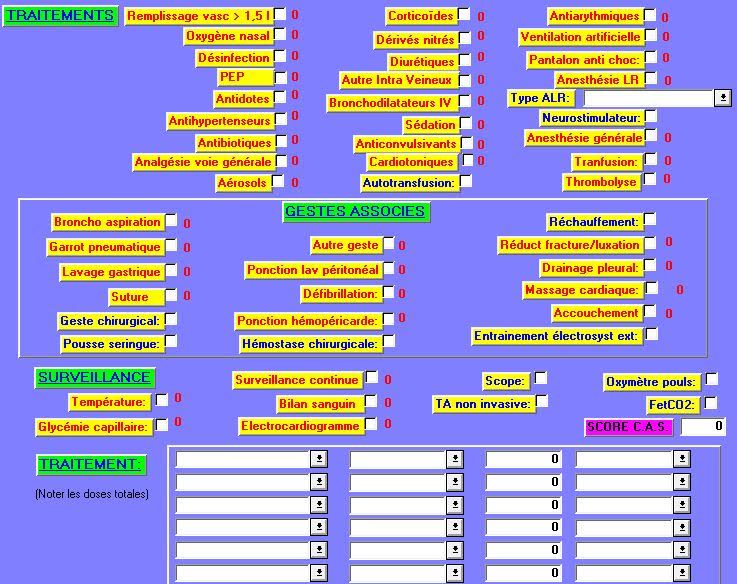 TRAITEMENTS Remplissage vasc > 1,5 l 0 Corticoïdes 0 Antiarythmiques 0
Oxygène nasal 0 Dérivés nitrés 0 Ventilation artificielle 0
Désinfection 0 Diurétiques 0 Pantalon anti choc: 0
PEP 0 Autre Intra Veineux 0 Anesthésie LR 0
Antidotes 0 Bronchodilatateurs IV 0 Type ALR:
Antihypertenseurs 0 Sédation 0 Neurostimulateur:
Antibiotiques 0 Anticonvulsivants 0 Anesthésie générale 0
Analgésie voie générale 0 Cardiotoniques 0 Tranfusion: 0
Aérosols 0 Autotransfusion: Thrombolyse 0
GESTES ASSOCIES
Broncho aspiration 0 Réchauffement:
Garrot pneumatique 0 Autre geste 0 Réduct fracture/luxation 0
Lavage gastrique 0 Ponction lav péritonéal 0 Drainage pleural: 0
Suture 0 Défibrillation: 0 Massage cardiaque: 0
Geste chirurgical: Ponction hémopéricarde: 0 Accouchement 0
Pousse seringue: Hémostase chirurgicale: Entrainement électrosyst ext:
SURVEILLANCE Surveillance continue 0 Scope: Oxymètre pouls:
Température: 0 Bilan sanguin 0 TA non invasive: FetCO2:
Glycémie capillaire: 0 Electrocardiogramme 0 SCORE C.A.S. 0
TRAITEMENT: 0
(Noter les doses totales) 0
0
0
0
0